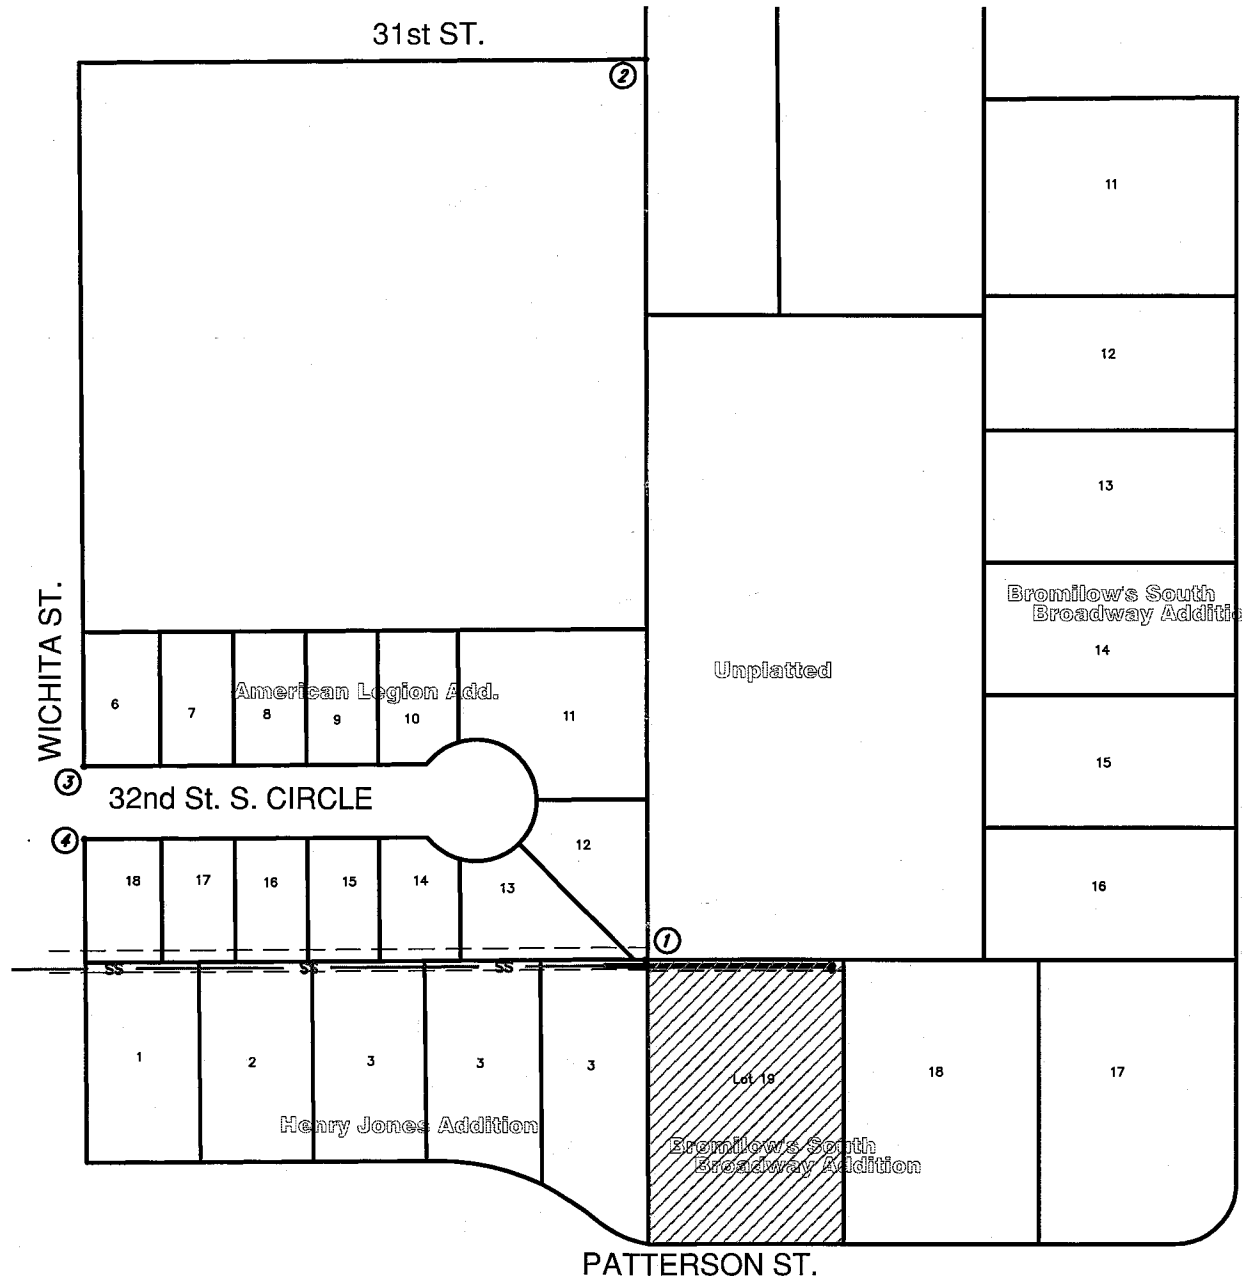 31st ST.
2
11
12
13
Bromilow's South
Broadway Additio
14
WICHITA ST.
Unplatted
American Legion Add.
6
7
8
9
10
11
15
3
32nd St. S. CIRCLE
4
12
18
17
16
15
14
13
16
1
SS
SS
SS
1
2
3
3
3
Lot 19
18
17
Henry Jones Addition
Bromilow's South
Broadway Addition
PATTERSON ST.